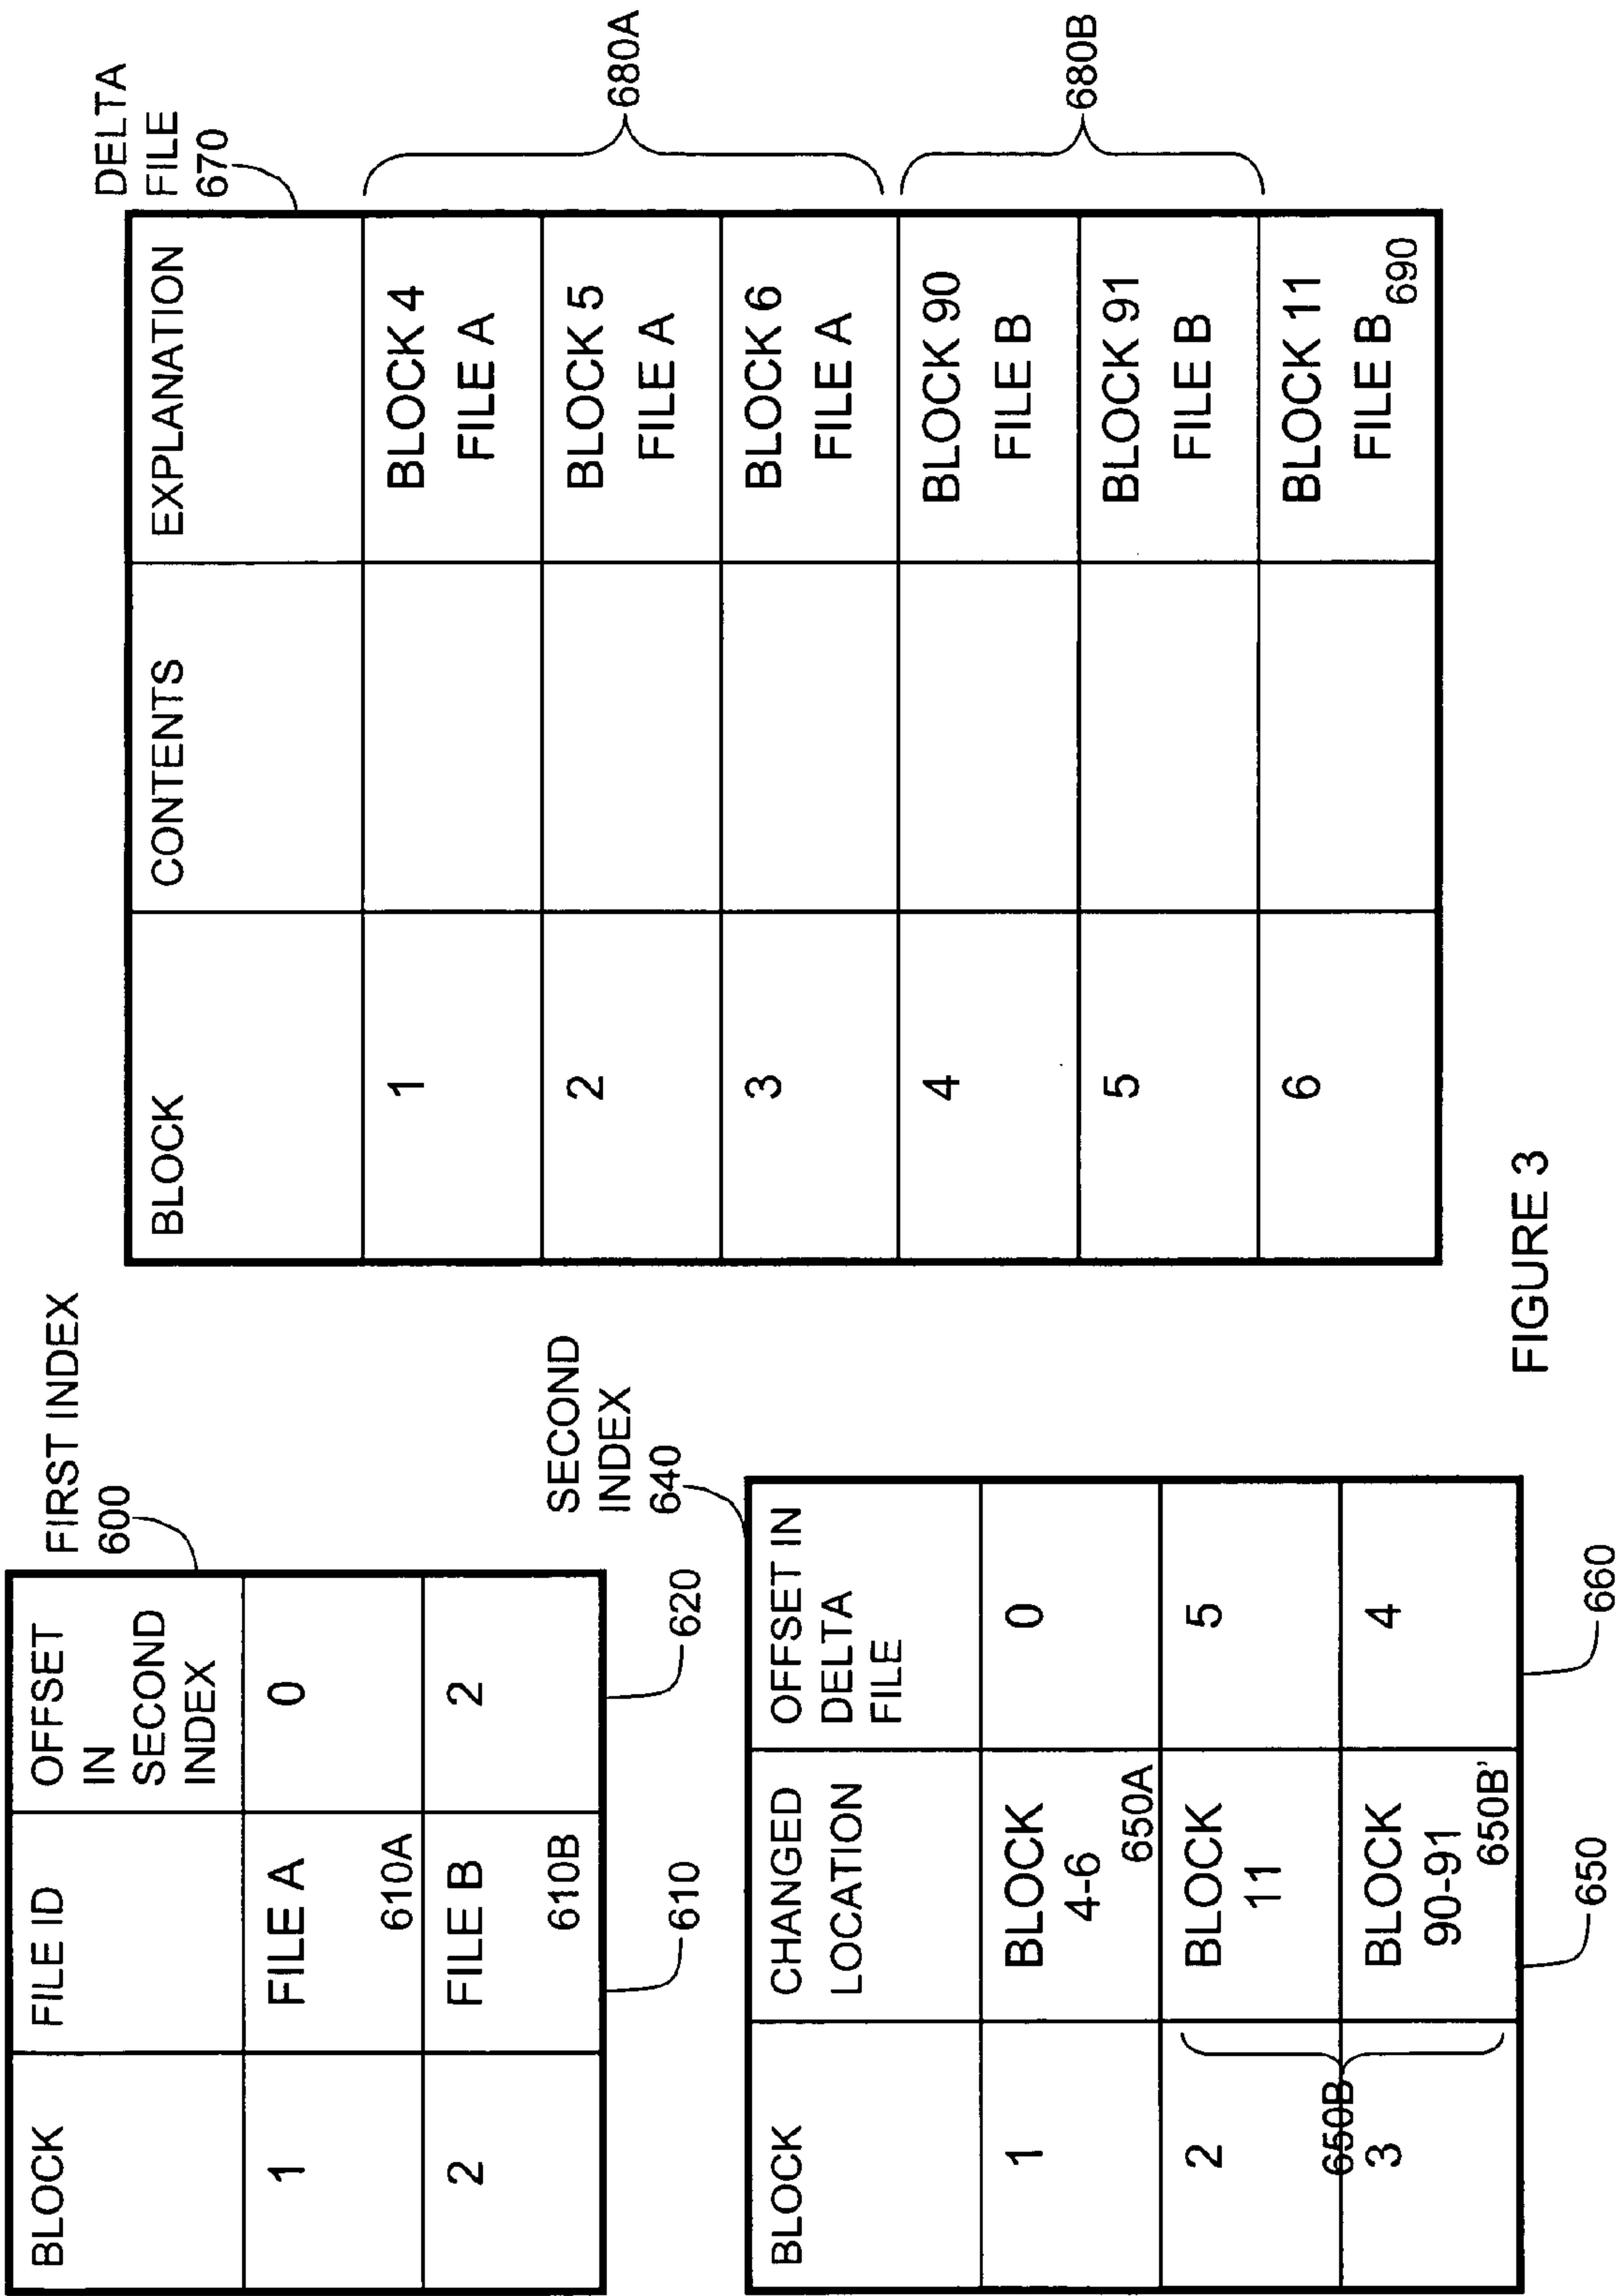 FIRST INDEX
600
BLOCK FILE ID OFFSET
IN
SECOND
INDEX
1 FILE A 0
610A
2 FILE B 2
610B
610 620
SECOND
INDEX
640
BLOCK CHANGED
LOCATION OFFSET IN
DELTA
FILE
1 BLOCK
4-6 0
650A
2 BLOCK
11 5
650B
3 BLOCK
90-91 4
650B'
650 660
DELTA
FILE
670
BLOCK CONTENTS EXPLANATION
1 BLOCK 4
FILE A
2 BLOCK 5
FILE A
3 BLOCK 6
FILE A
680A
4 BLOCK 90
FILE B
5 BLOCK 91
FILE B
680B
6 BLOCK 11
FILE B
690
FIGURE 3